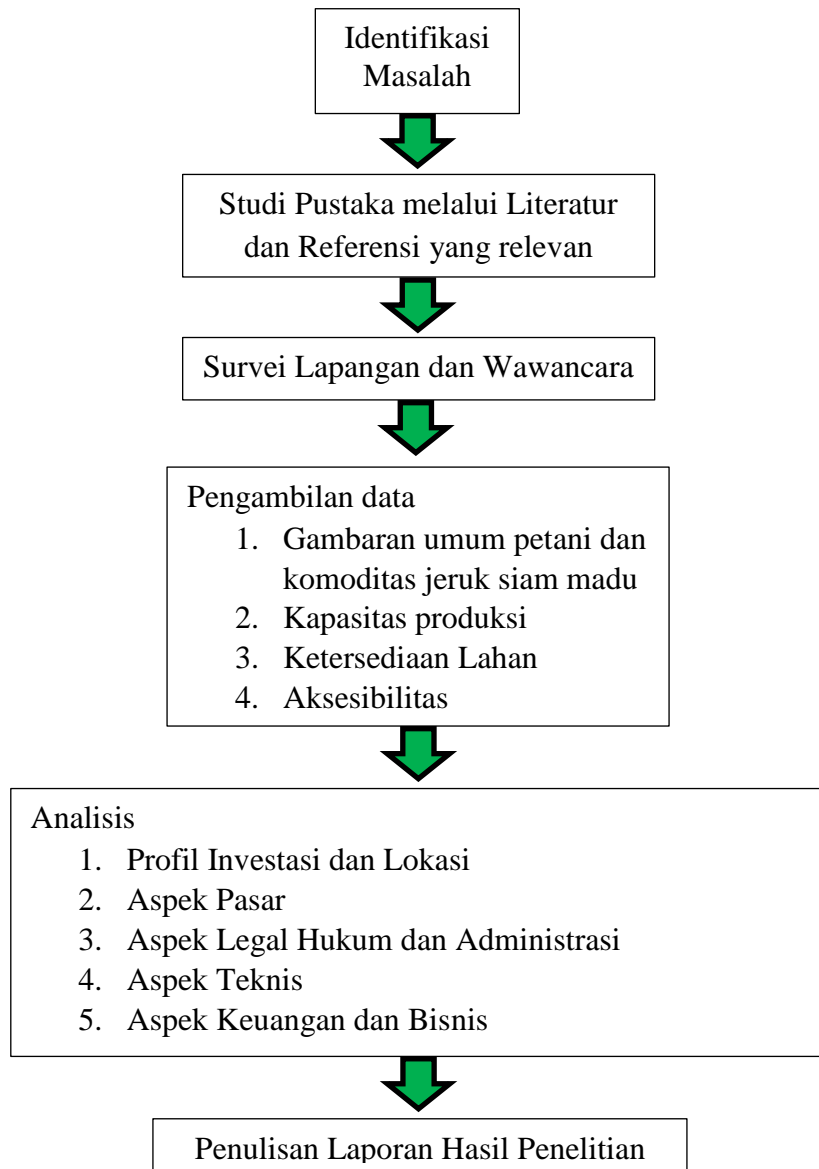 Identifikasi
Masalah
Studi Pustaka melalui Literatur
dan Referensi yang relevan
Survei Lapangan dan Wawancara
Pengambilan data
1. Gambaran umum petani dan
komoditas jeruk siam madu
2. Kapasitas produksi
3. Ketersediaan Lahan
4. Aksesibilitas
Analisis
1. Profil Investasi dan Lokasi
2. Aspek Pasar
3. Aspek Legal Hukum dan Administrasi
4. Aspek Teknis
5. Aspek Keuangan dan Bisnis
Penulisan Laporan Hasil Penelitian